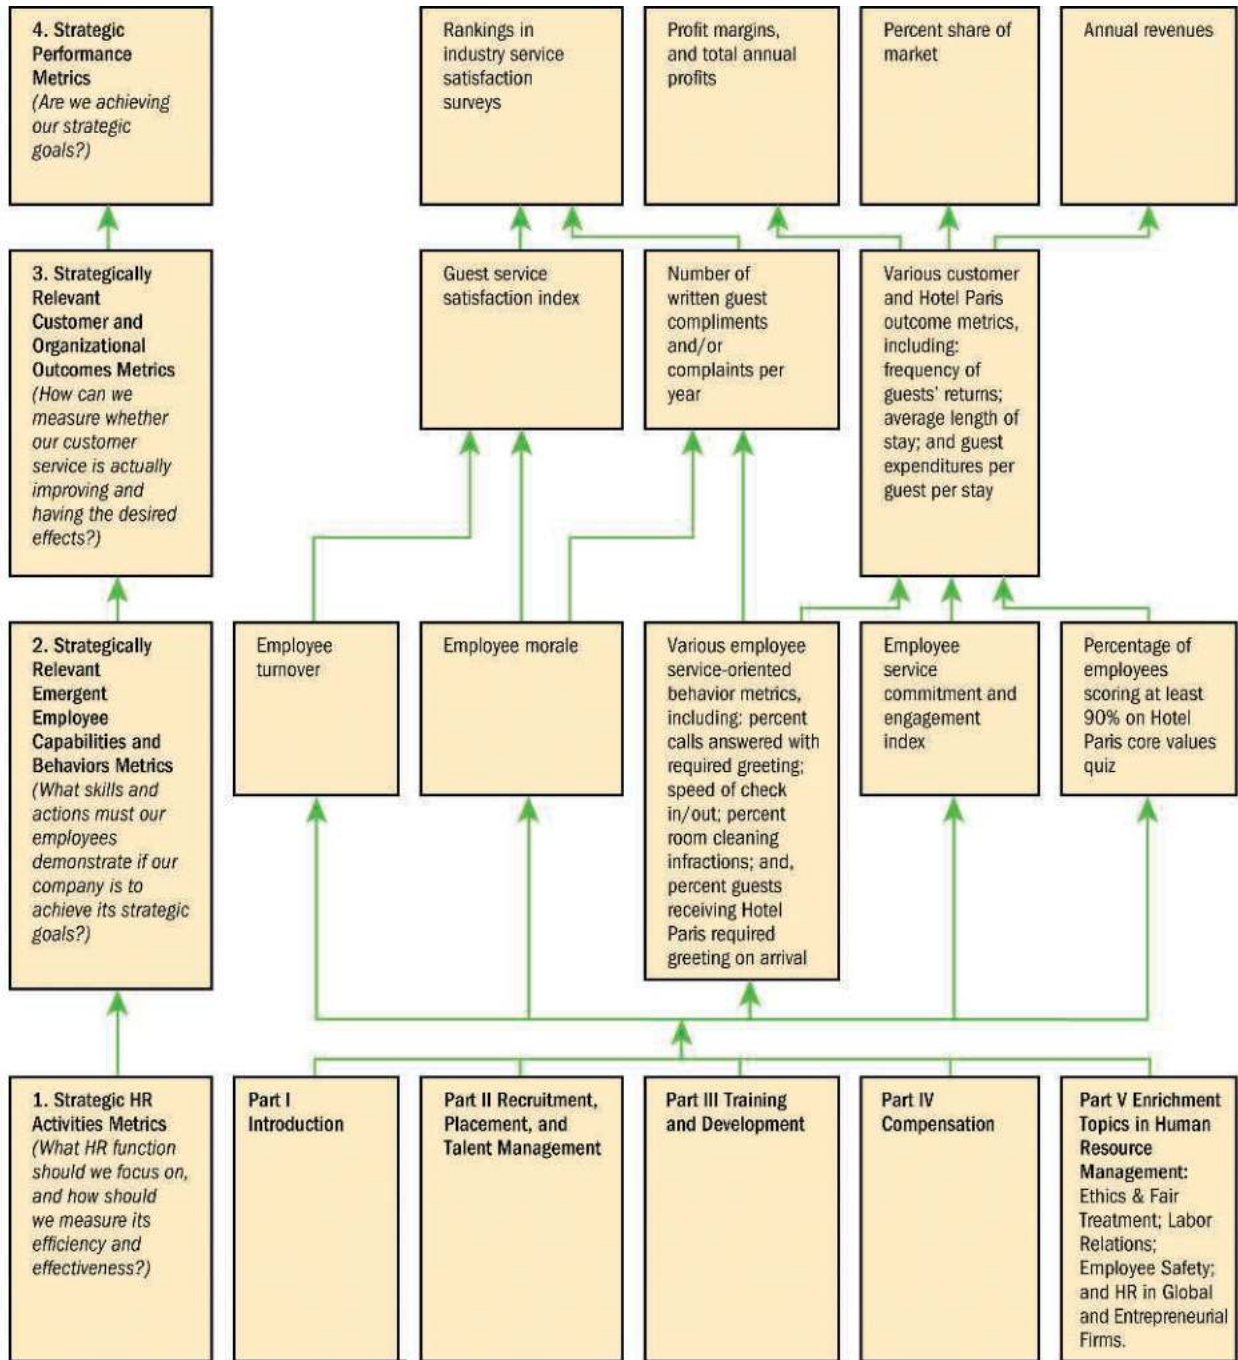 4. Strategic
Performance
Metrics
(Are we achieving
our strategic
goals?)
Rankings in
industry service
satisfaction
surveys
Profit margins,
and total annual
profits
Percent share of
market
Annual revenues
3. Strategically
Relevant
Customer and
Organizational
Outcomes Metrics
(How can we
measure whether
our customer
service is actually
improving and
having the desired
effects?)
Guest service
satisfaction index
Number of
written guest
compliments
and/or
complaints per
year
Various customer
and Hotel Paris
outcome metrics,
including:
frequency of
guests' returns;
average length of
stay; and guest
expenditures per
guest per stay
2. Strategically
Relevant
Emergent
Employee
Capabilities and
Behaviors Metrics
(What skills and
actions must our
employees
demonstrate if our
company is to
achieve its strategic
goals?)
Employee
turnover
Employee morale
Various employee
service-oriented
behavior metrics,
including: percent
calls answered with
required greeting;
speed of check
in/out; percent
room cleaning
infractions; and,
percent guests
receiving Hotel
Paris required
greeting on arrival
Employee
service
commitment and
engagement
index
Percentage of
employees
scoring at least
90% on Hotel
Paris core values
quiz
1. Strategic HR
Activities Metrics
(What HR function
should we focus on,
and how should
we measure its
efficiency and
effectiveness?)
Part I
Introduction
Part II Recruitment,
Placement, and
Talent Management
Part III Training
and Development
Part IV
Compensation
Part V Enrichment
Topics in Human
Resource
Management:
Ethics & Fair
Treatment; Labor
Relations;
Employee Safety;
and HR in Global
and Entrepreneurial
Firms.